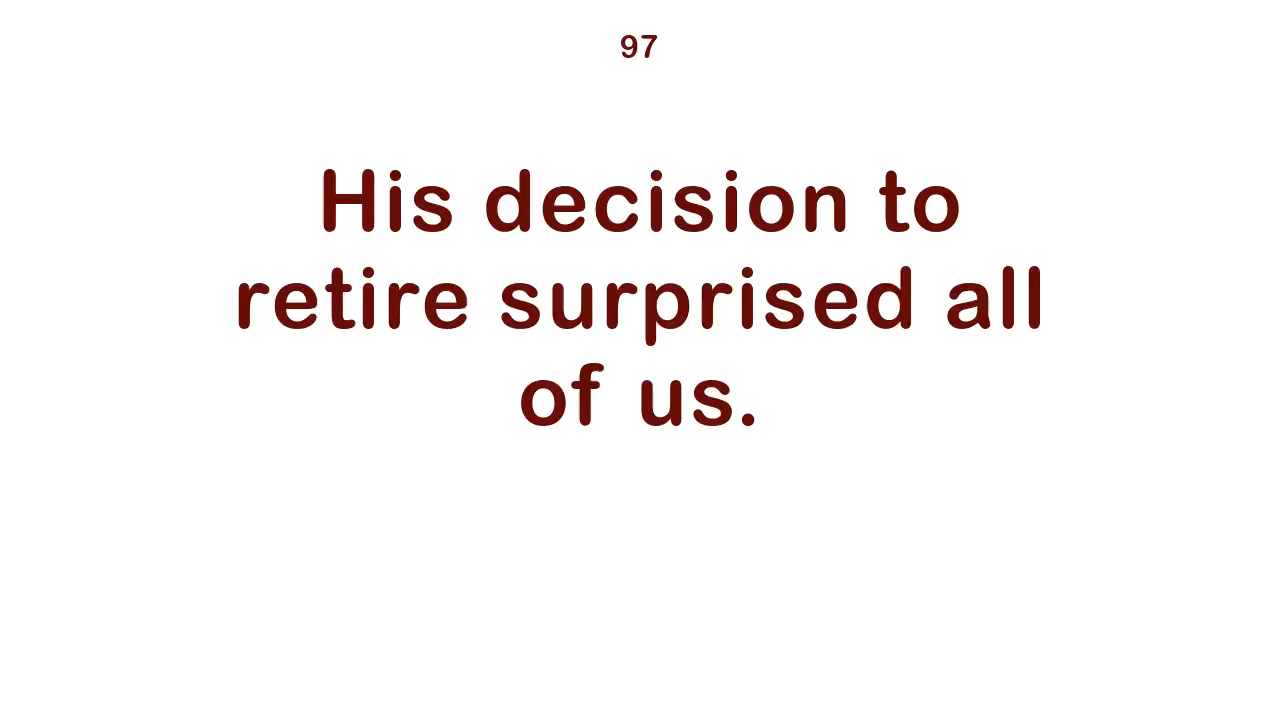 97
His decision to
retire surprised all
of us.